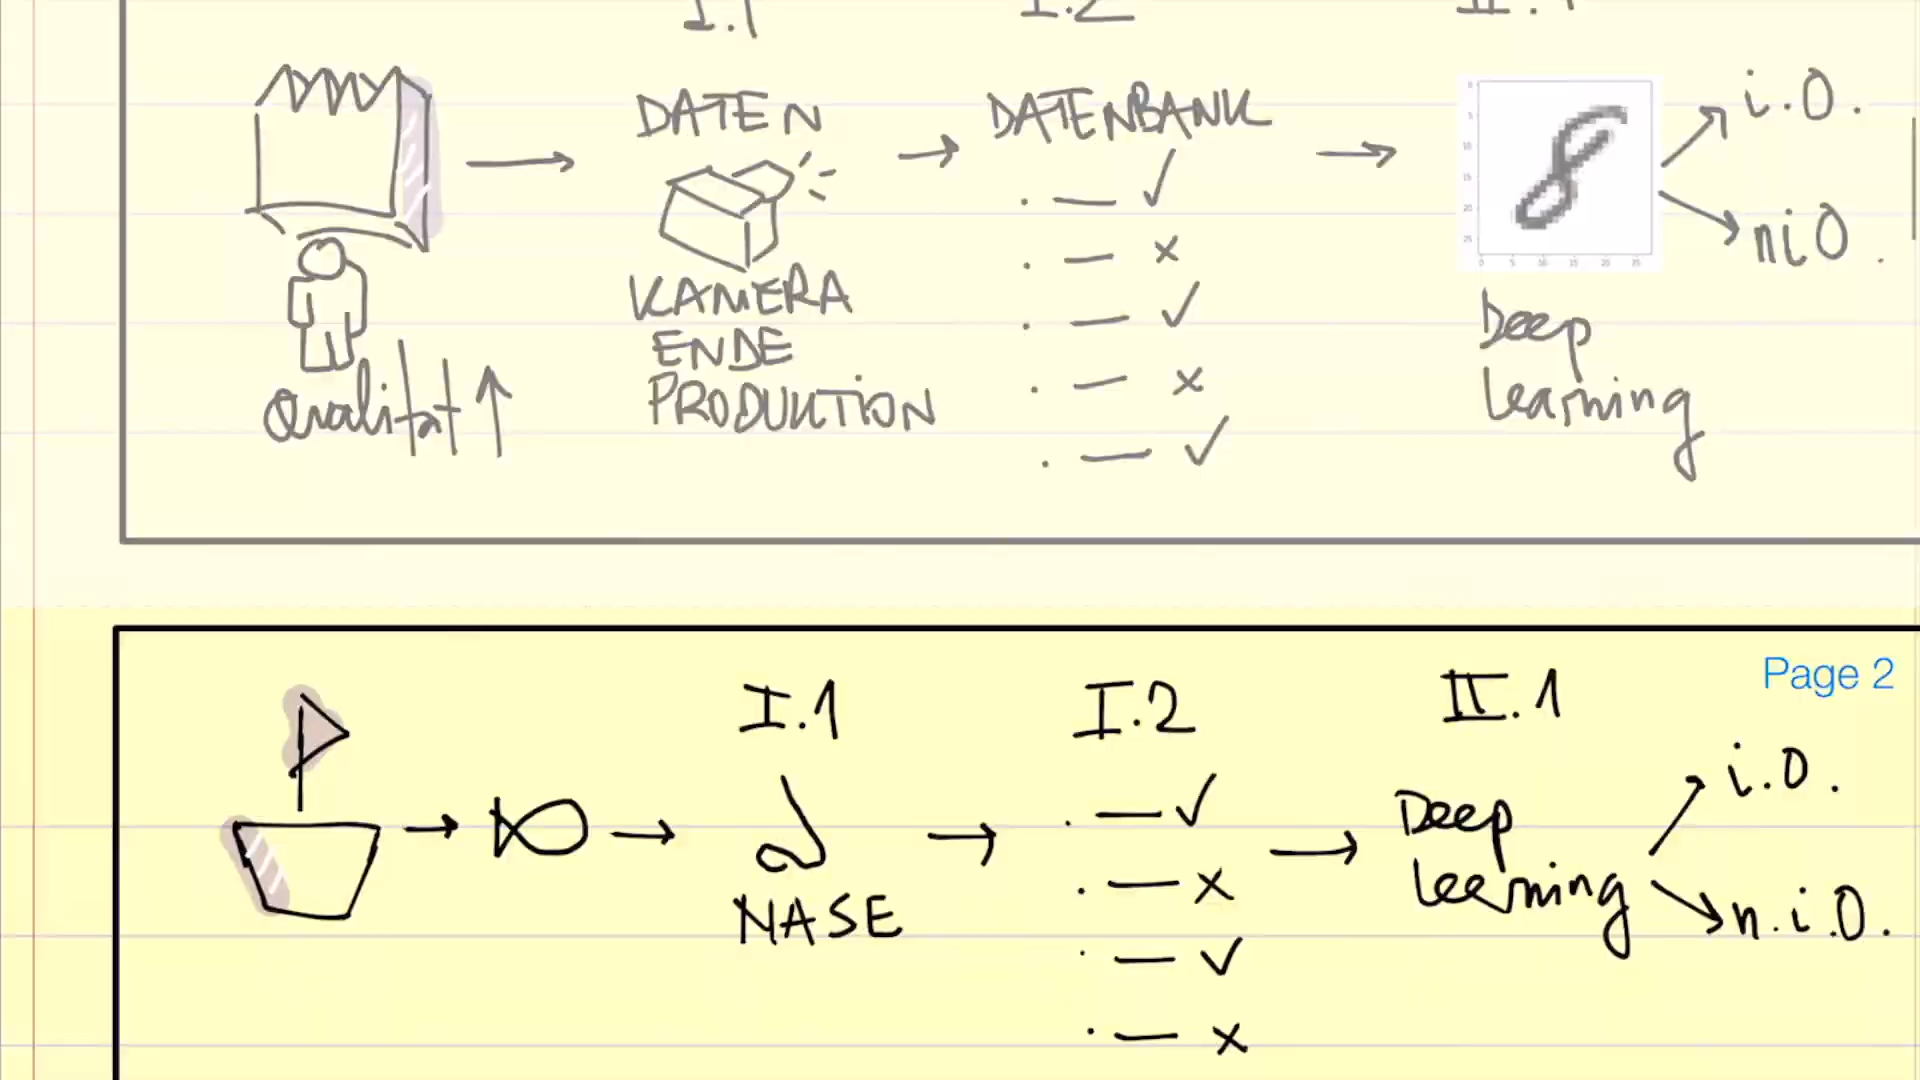 I.1 I.2
DATEN DATENBANK i.O.
niO.
KAMERA
ENDE
PRODUKTION
Qualität
Deep
Learning
Page 2
I.1 I.2 II.1
i.O.
Deep
Learning
NASE
n.i.O.